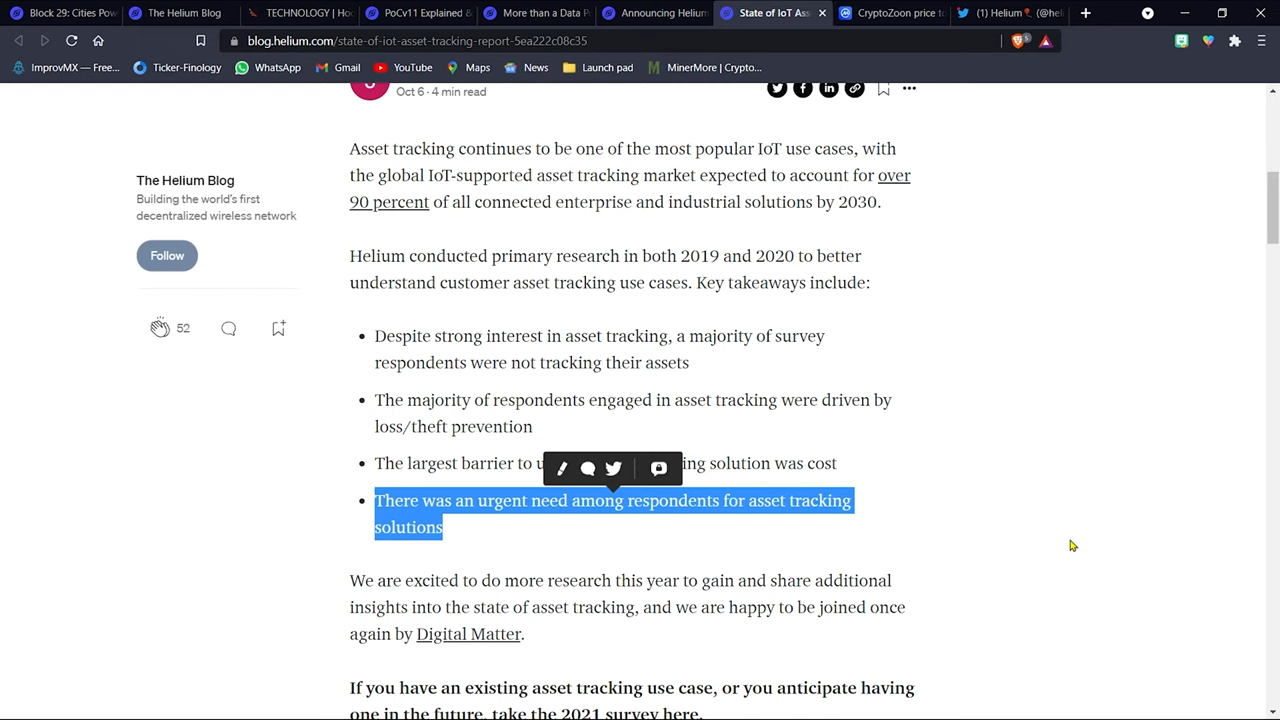 Block 29: Cities Pow
The Helium Blog
TECHNOLOGY | Hoo
PoCv11 Explained &
More than a Data P
Announcing Helium
State of IoT Ass
CryptoZoon price to
(1) Helium (@hel
blog.helium.com/state-of-iot-asset-tracking-report-5ea222c08c35
5
ImprovMX — Free...
Ticker-Finology
WhatsApp
Gmail
YouTube
Maps
News
Launch pad
MinerMore | Crypto...
Oct 6 · 4 min read
The Helium Blog
Building the world's first
decentralized wireless network
Follow
52
Asset tracking continues to be one of the most popular IoT use cases, with
the global IoT-supported asset tracking market expected to account for over
90 percent of all connected enterprise and industrial solutions by 2030.
Helium conducted primary research in both 2019 and 2020 to better
understand customer asset tracking use cases. Key takeaways include:
Despite strong interest in asset tracking, a majority of survey
respondents were not tracking their assets
The majority of respondents engaged in asset tracking were driven by
loss/theft prevention
The largest barrier to u ing solution was cost
There was an urgent need among respondents for asset tracking
solutions
We are excited to do more research this year to gain and share additional
insights into the state of asset tracking, and we are happy to be joined once
again by Digital Matter.
If you have an existing asset tracking use case, or you anticipate having
one in the future, take the 2021 survey here.